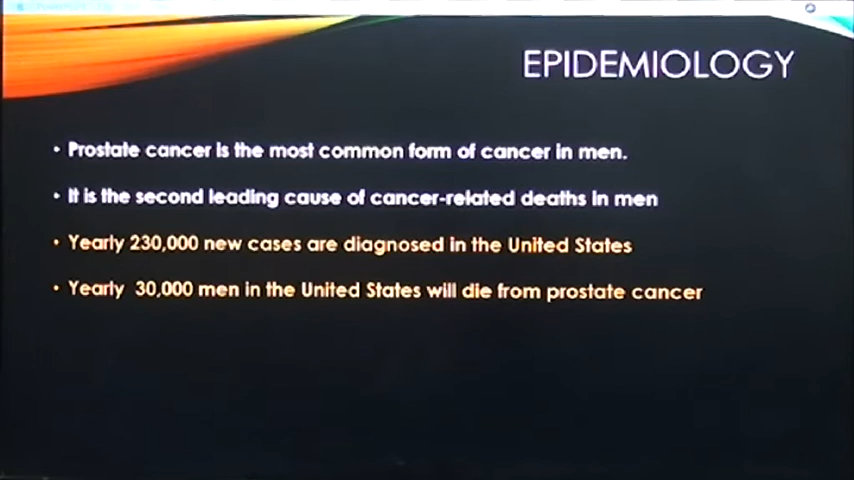 EPIDEMIOLOGY
• Prostate cancer is the most common form of cancer in men.
• It is the second leading cause of cancer-related deaths in men
• Yearly 230,000 new cases are diagnosed in the United States
• Yearly 30,000 men in the United States will die from prostate cancer